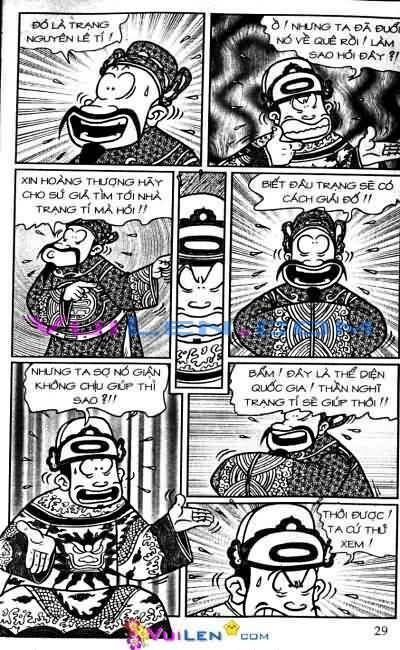 ĐÓ LÀ TRẠNG
NGUYÊN LÊ TÍ!
Ồ! NHƯNG TA ĐÃ ĐUỔI
NÓ VỀ QUÊ RỒI! LÀM
SAO HỎI ĐÂY?!
XIN HOÀNG THƯỢNG HÃY
CHO SỨ GIẢ TÌM TỚI NHÀ
TRẠNG TÍ MÀ HỎI!!
BIẾT ĐÂU TRẠNG SẼ CÓ
CÁCH GIẢI ĐỐ!!
VUILEN.COM
NHƯNG TA SỢ NÓ GIẬN
KHÔNG CHỊU GIÚP THÌ
SAO?!!
BẨM! ĐÂY LÀ THỂ DIỆN
QUỐC GIA! THẦN NGHĨ
TRẠNG TÍ SẼ GIÚP THÔI!!
THÔI ĐƯỢC!
TA CỨ THỬ
XEM!
29
VUILEN.COM